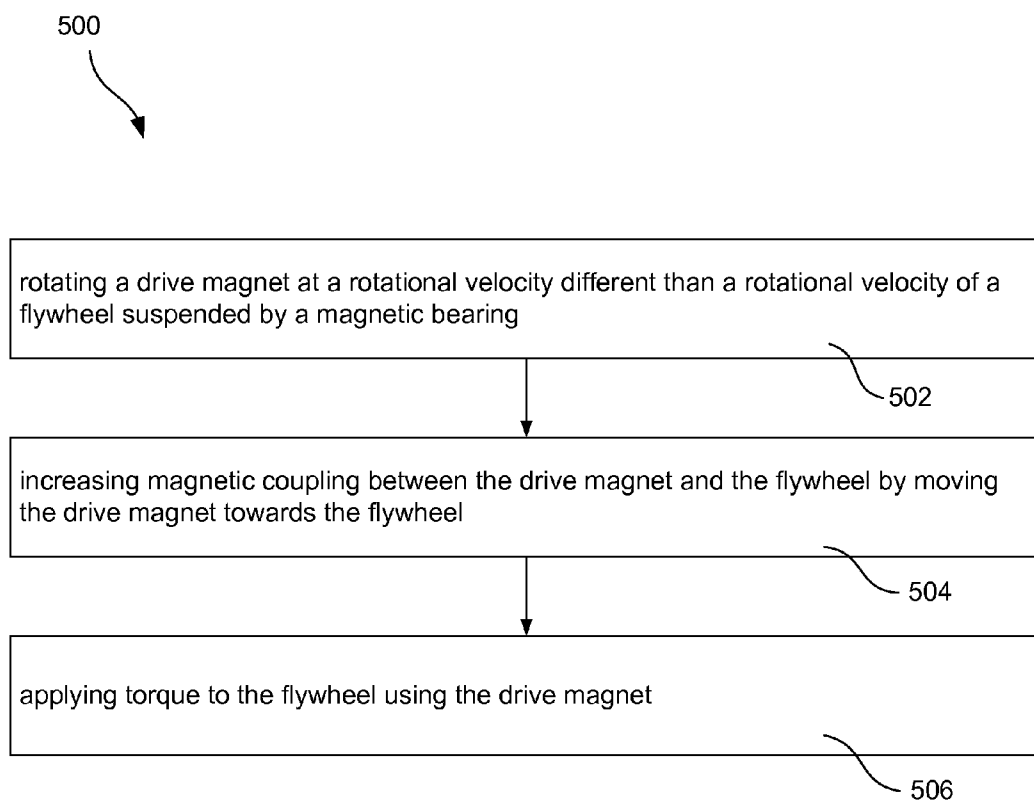 500
rotating a drive magnet at a rotational velocity different than a rotational velocity of a
flywheel suspended by a magnetic bearing
502
increasing magnetic coupling between the drive magnet and the flywheel by moving
the drive magnet towards the flywheel
504
applying torque to the flywheel using the drive magnet
506